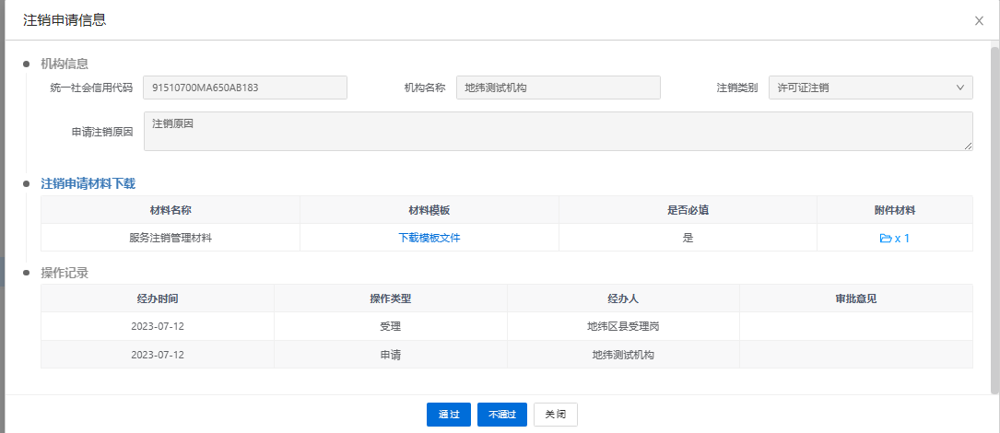 注销申请信息
机构信息
统一社会信用代码 91510700MA650AB183 机构名称 地纬测试机构 注销类别 许可证注销
申请注销原因 注销原因
注销申请材料下载
材料名称 材料模板 是否必填 附件材料
服务注销管理材料 下载模板文件 是 x 1
操作记录
经办时间 操作类型 经办人 审批意见
2023-07-12 受理 地纬区县受理岗
2023-07-12 申请 地纬测试机构
通过 不通过 关闭